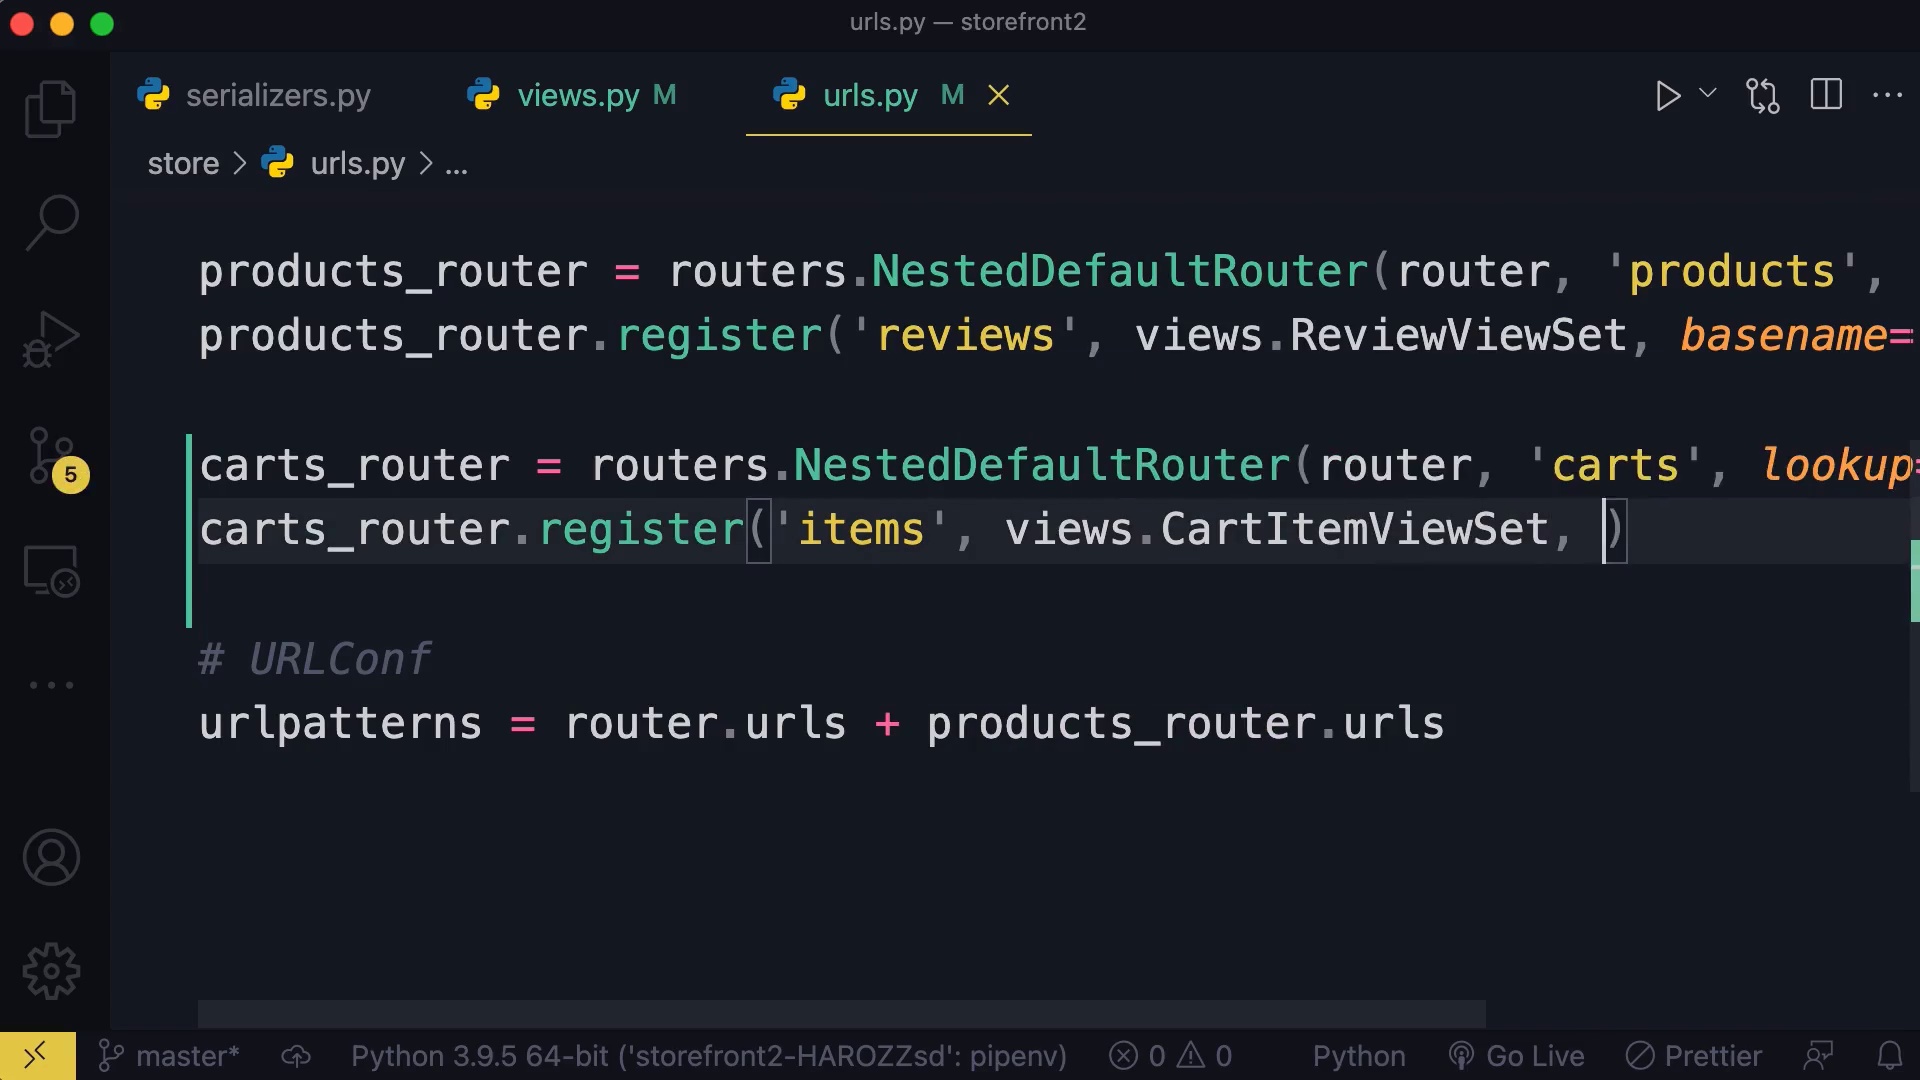 urls.py — storefront2
serializers.py views.py M urls.py M
store > urls.py > ...
products_router = routers.NestedDefaultRouter(router, 'products',
products_router.register('reviews', views.ReviewViewSet, basename=
carts_router = routers.NestedDefaultRouter(router, 'carts', lookup=
carts_router.register('items', views.CartItemViewSet, )
# URLConf
urlpatterns = router.urls + products_router.urls
5
master* Python 3.9.5 64-bit ('storefront2-HAROZZsd': pipenv) 0 0 Python Go Live Prettier